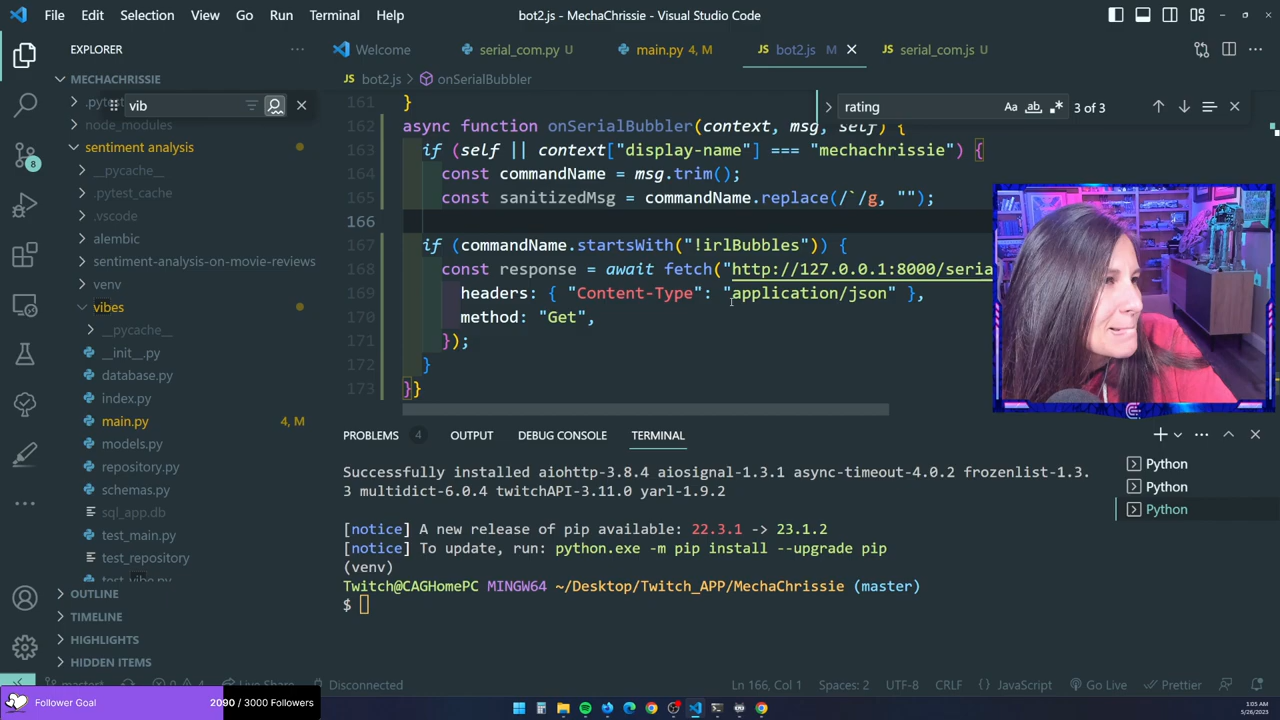 File Edit Selection View Go Run Terminal Help
bot2.js - MechaChrissie - Visual Studio Code
EXPLORER
Welcome
serial_com.py U
main.py 4, M
bot2.js M
serial_com.js U
MECHACHRISSIE
bot2.js > onSerialBubbler
vib
rating
Aa
ab
3 of 3
node_modules
sentiment analysis
__pycache__
.pytest_cache
.vscode
alembic
sentiment-analysis-on-movie-reviews
venv
vibes
__pycache__
__init__.py
database.py
index.py
main.py 4, M
models.py
repository.py
schemas.py
sql_app.db
test_main.py
test_repository
OUTLINE
TIMELINE
HIGHLIGHTS
HIDDEN ITEMS
8
161 }
162 async function onSerialBubbler(context, msg, self) {
163 if (self || context["display-name"] === "mechachrissie") {
164 const commandName = msg.trim();
165 const sanitizedMsg = commandName.replace(/`/g, "");
166
167 if (commandName.startsWith("!irlBubbles")) {
168 const response = await fetch("http://127.0.0.1:8000/seria
169 headers: { "Content-Type": "application/json" },
170 method: "Get",
171 });
172 }
173 }}
PROBLEMS 4 OUTPUT DEBUG CONSOLE TERMINAL
Successfully installed aiohttp-3.8.4 aiosignal-1.3.1 async-timeout-4.0.2 frozenlist-1.3.
3 multidict-6.0.4 twitchAPI-3.11.0 yarl-1.9.2
[notice] A new release of pip available: 22.3.1 -> 23.1.2
[notice] To update, run: python.exe -m pip install --upgrade pip
(venv)
Twitch@CAGHomePC MINGW64 ~/Desktop/Twitch_APP/MechaChrissie (master)
$
Python
Python
Python
Disconnected
Ln 166, Col 1 Spaces: 2 UTF-8 CRLF JavaScript Go Live Prettier
Follower Goal 2090 / 3000 Followers
1:05 AM
5/26/2023